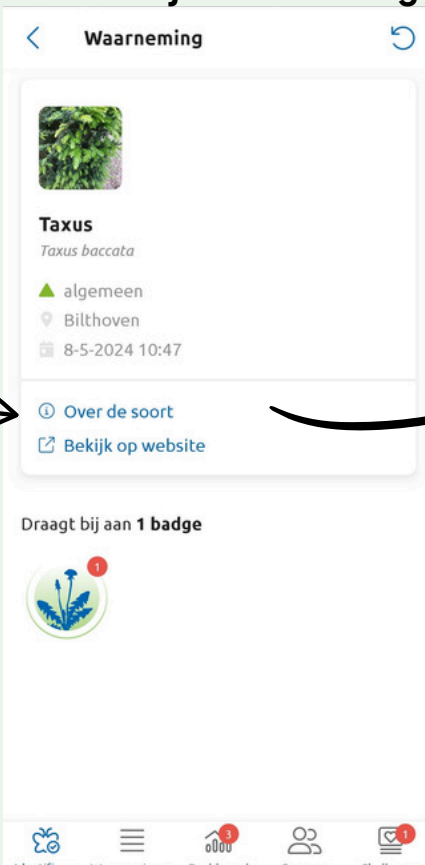 Waarneming
Taxus
Taxus baccata
algemeen
Bilthoven
8-5-2024 10:47
Over de soort
Bekijk op website
Draagt bij aan 1 badge
1
3
1